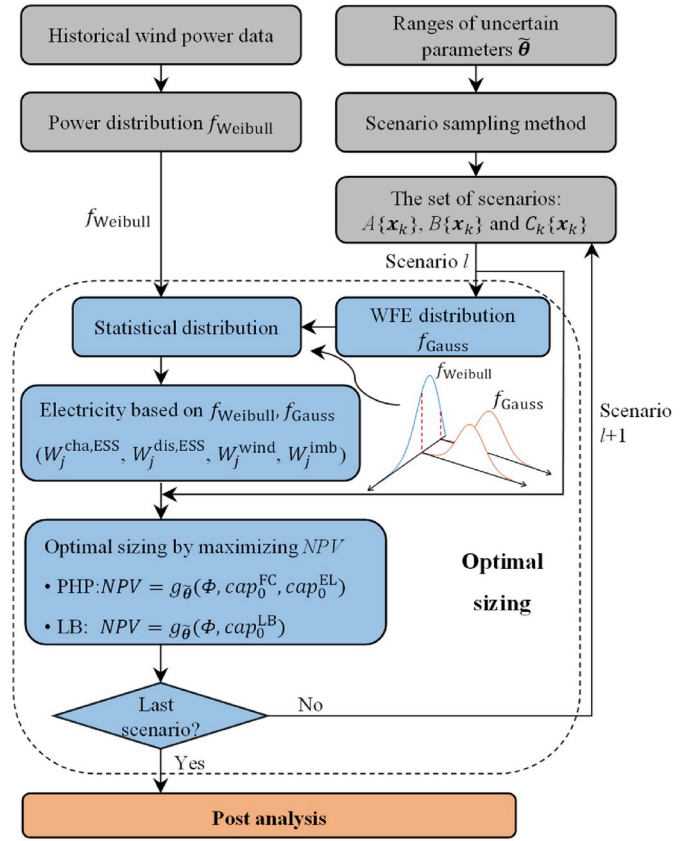 Historical wind power data
Power distribution f_Weibull
f_Weibull
Ranges of uncertain
parameters θ̃
Scenario sampling method
The set of scenarios:
A{x_k}, B{x_k} and C_k{x_k}
Scenario l
Statistical distribution
WFE distribution
f_Gauss
f_Weibull
f_Gauss
Electricity based on f_Weibull, f_Gauss
(W_j^cha,ESS, W_j^dis,ESS, W_j^wind, W_j^imb)
Scenario
l+1
Optimal sizing by maximizing NPV
• PHP:NPV = g_θ̃(Φ, cap_0^FC, cap_0^EL)
• LB: NPV = g_θ̃(Φ, cap_0^LB)
Optimal
sizing
Last
scenario?
No
Yes
Post analysis